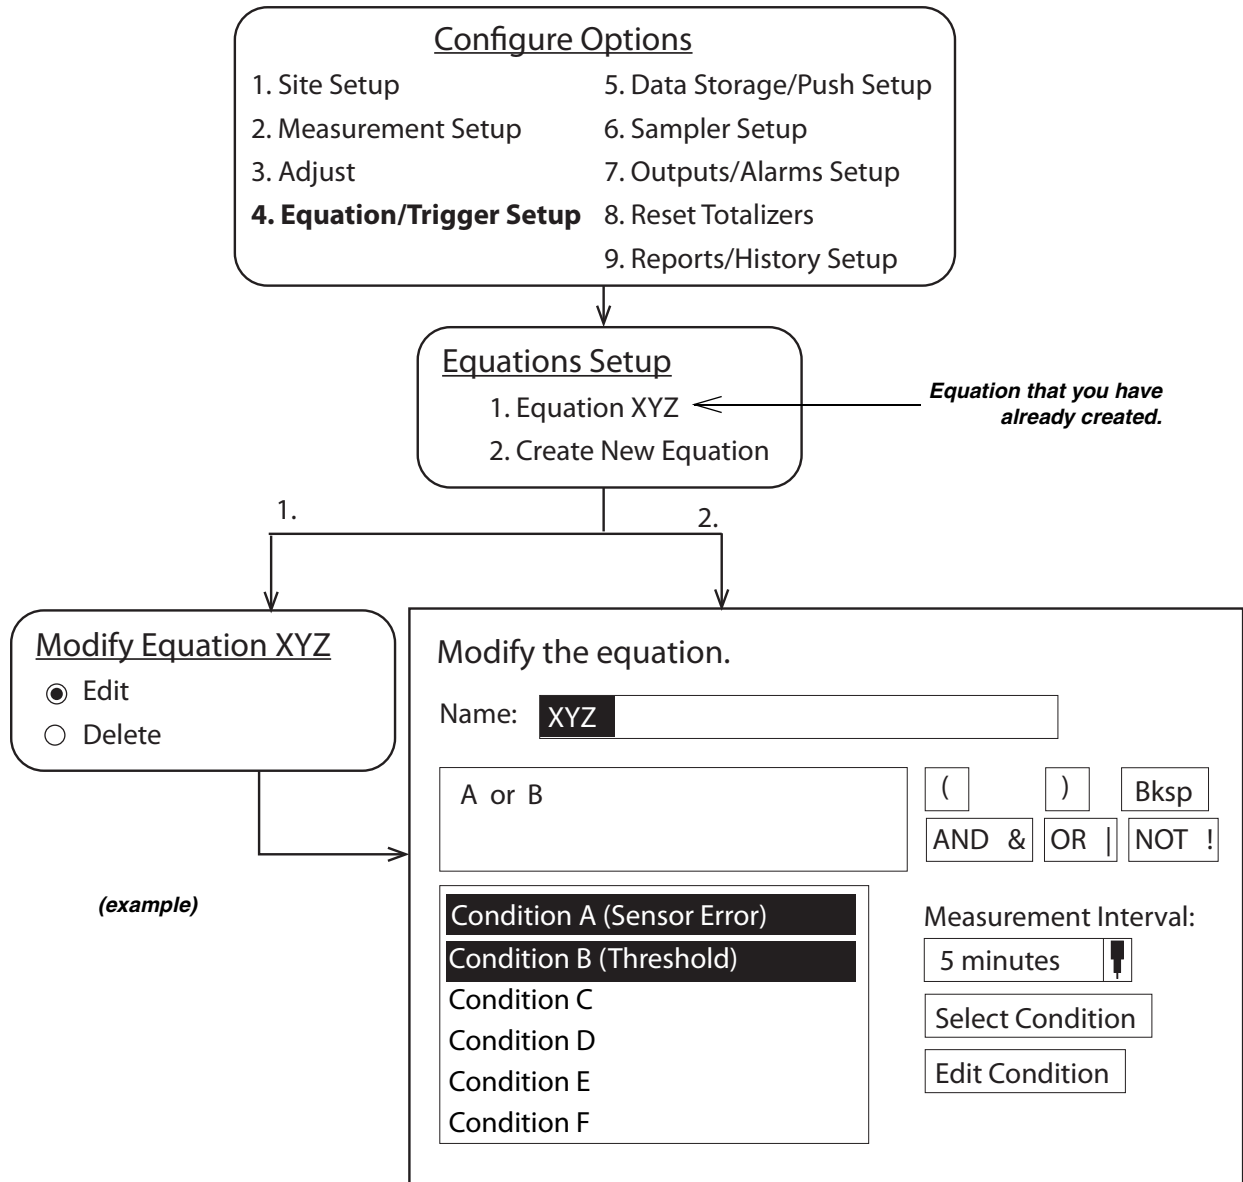 Configure Options
1. Site Setup
2. Measurement Setup
3. Adjust
4. Equation/Trigger Setup
5. Data Storage/Push Setup
6. Sampler Setup
7. Outputs/Alarms Setup
8. Reset Totalizers
9. Reports/History Setup
Equations Setup
1. Equation XYZ
2. Create New Equation
Equation that you have
already created.
1.
2.
Modify Equation XYZ
Edit
Delete
(example)
Modify the equation.
Name: XYZ
A or B
( ) Bksp
AND & OR | NOT !
Condition A (Sensor Error)
Condition B (Threshold)
Condition C
Condition D
Condition E
Condition F
Measurement Interval:
5 minutes
Select Condition
Edit Condition